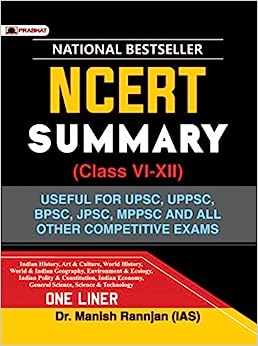 PRABHAT
NATIONAL BESTSELLER
NCERT
SUMMARY
(Class VI-XII)
USEFUL FOR UPSC, UPPSC,
BPSC, JPSC, MPPSC AND ALL
OTHER COMPETITIVE EXAMS
Indian History, Art & Culture, World History,
World & Indian Geography, Environment & Ecology,
Indian Polity & Constitution, Indian Economy,
General Science, Science & Technology
ONE LINER
Dr. Manish Rannjan (IAS)